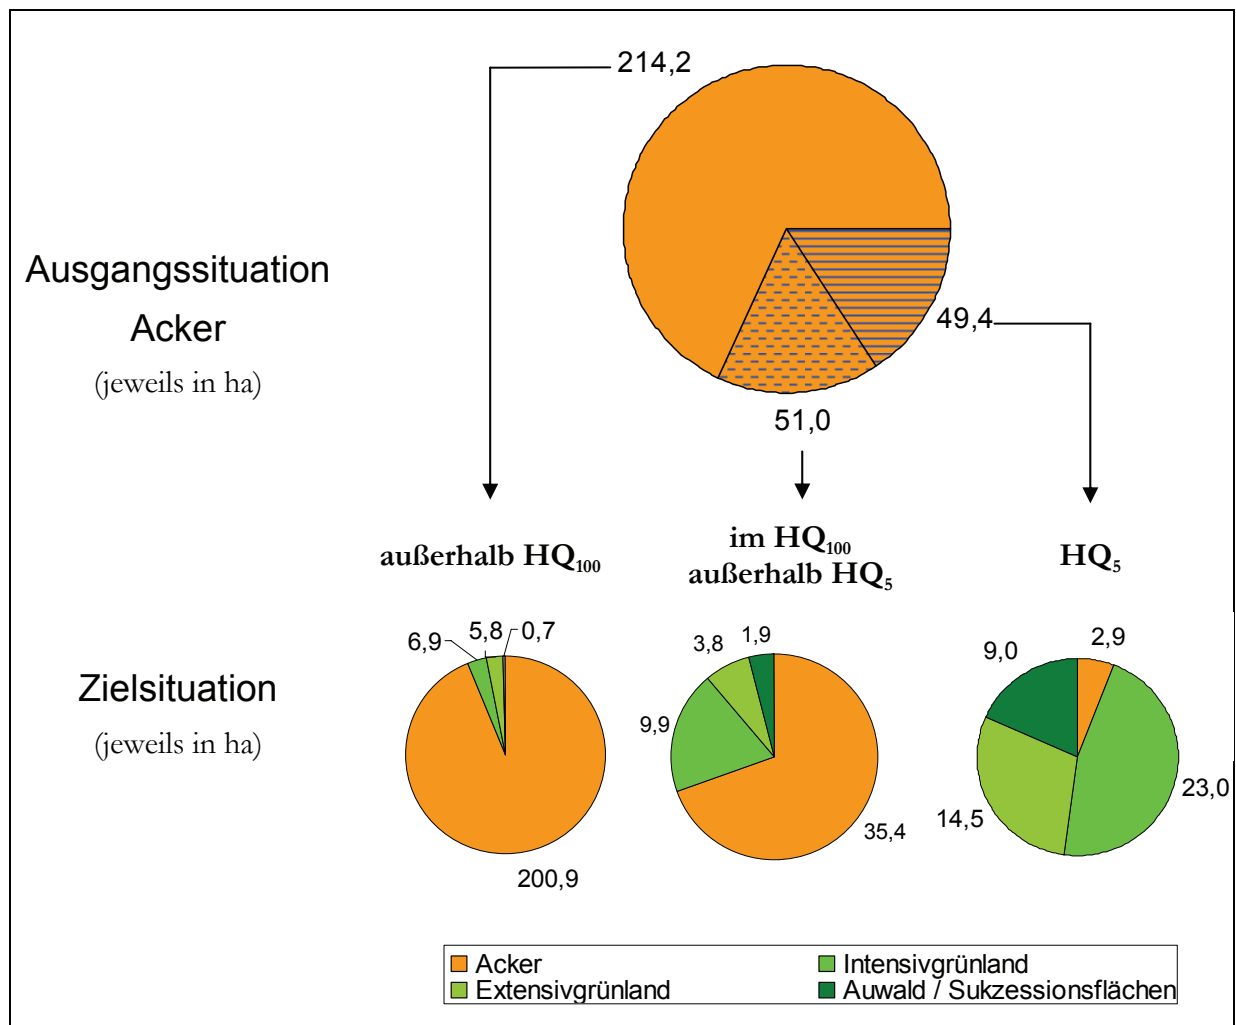 214,2
Ausgangssituation
Acker
(jeweils in ha)
49,4
51,0
außerhalb HQ100
im HQ100
außerhalb HQ5
HQ5
Zielsituation
(jeweils in ha)
6,9
5,8
0,7
200,9
3,8
1,9
9,9
35,4
9,0
2,9
14,5
23,0
Acker
Intensivgrünland
Extensivgrünland
Auwald / Sukzessionsflächen